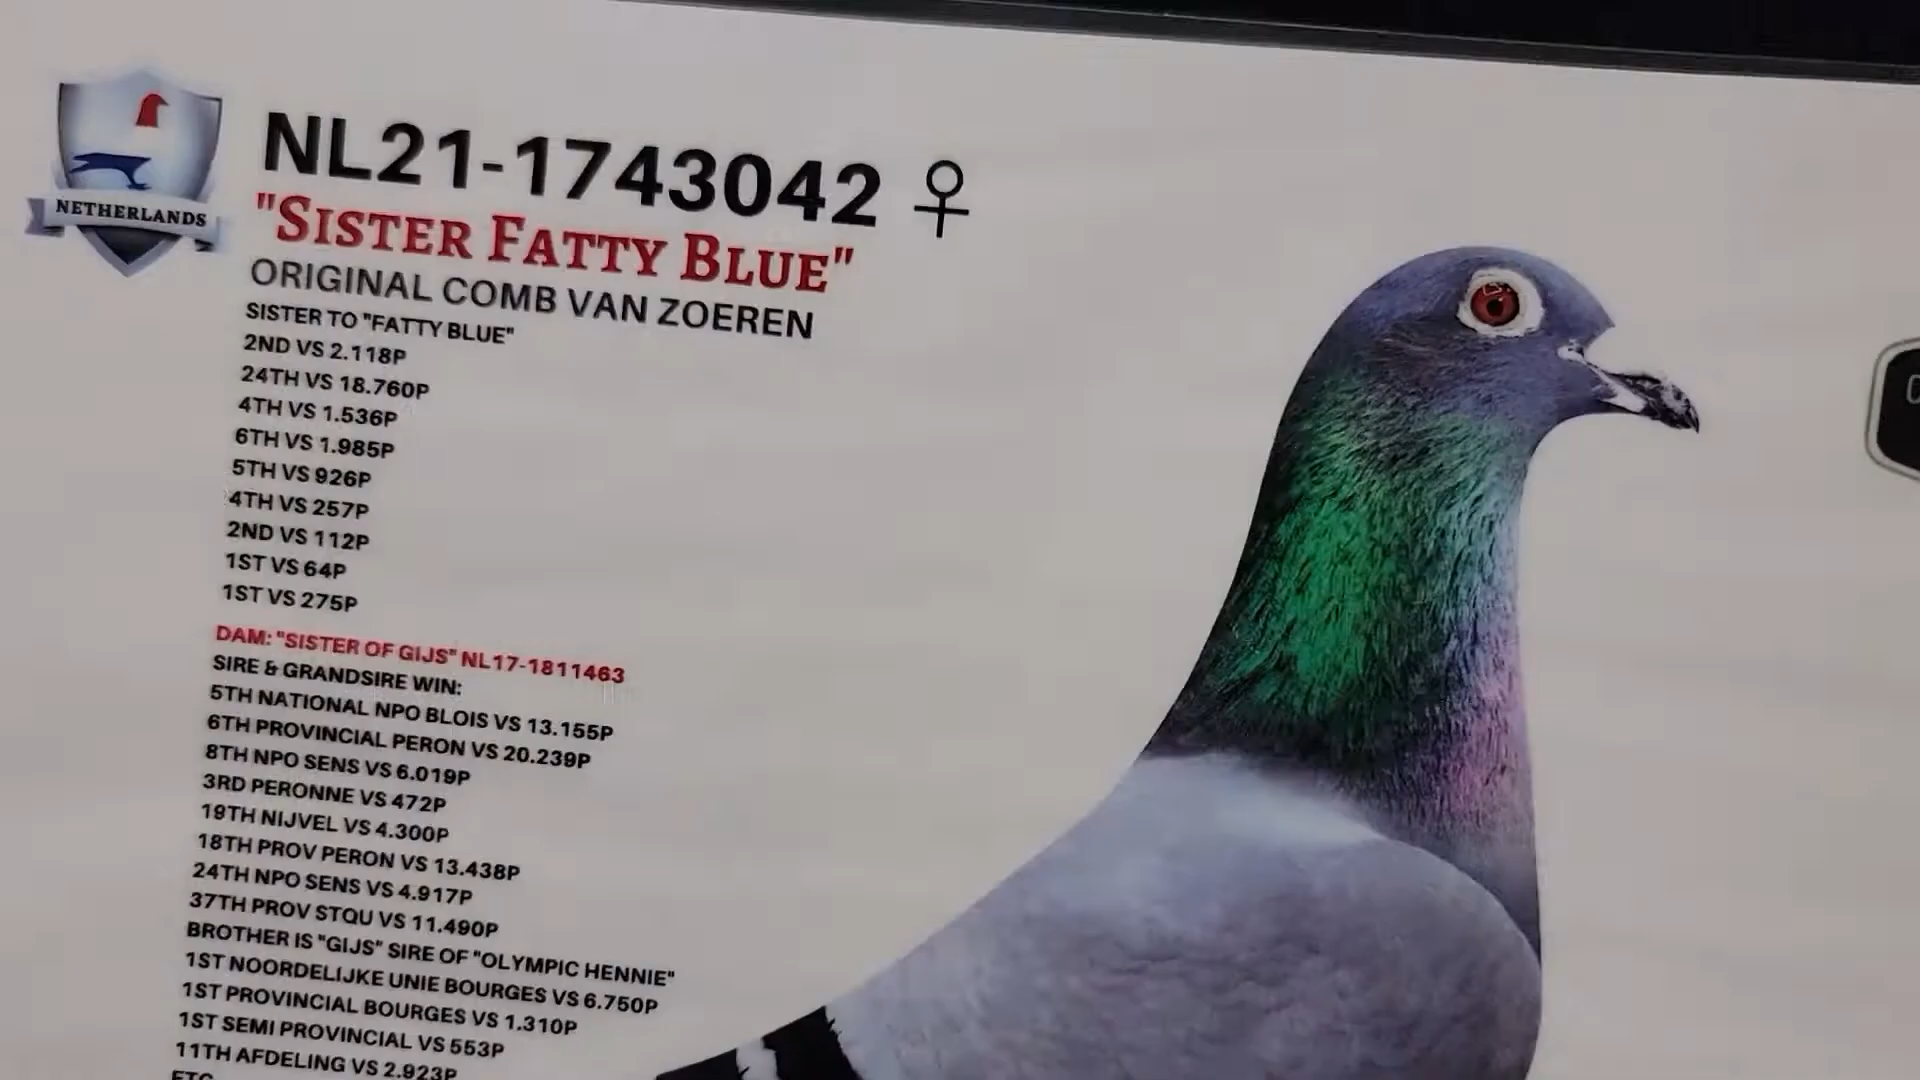 NETHERLANDS
NL21-1743042 ♀
"SISTER FATTY BLUE"
ORIGINAL COMB VAN ZOEREN
SISTER TO "FATTY BLUE"
2ND VS 2.118P
24TH VS 18.760P
4TH VS 1.536P
6TH VS 1.985P
5TH VS 926P
4TH VS 257P
2ND VS 112P
1ST VS 64P
1ST VS 275P
DAM: "SISTER OF GIJS" NL17-1811463
SIRE & GRANDSIRE WIN:
5TH NATIONAL NPO BLOIS VS 13.155P
6TH PROVINCIAL PERON VS 20.239P
8TH NPO SENS VS 6.019P
3RD PERONNE VS 472P
19TH NIJVEL VS 4.300P
18TH PROV PERON VS 13.438P
24TH NPO SENS VS 4.917P
37TH PROV STQU VS 11.490P
BROTHER IS "GIJS" SIRE OF "OLYMPIC HENNIE"
1ST NOORDELIJKE UNIE BOURGES VS 6.750P
1ST PROVINCIAL BOURGES VS 1.310P
1ST SEMI PROVINCIAL VS 553P
11TH AFDELING VS 2.923P
ETC